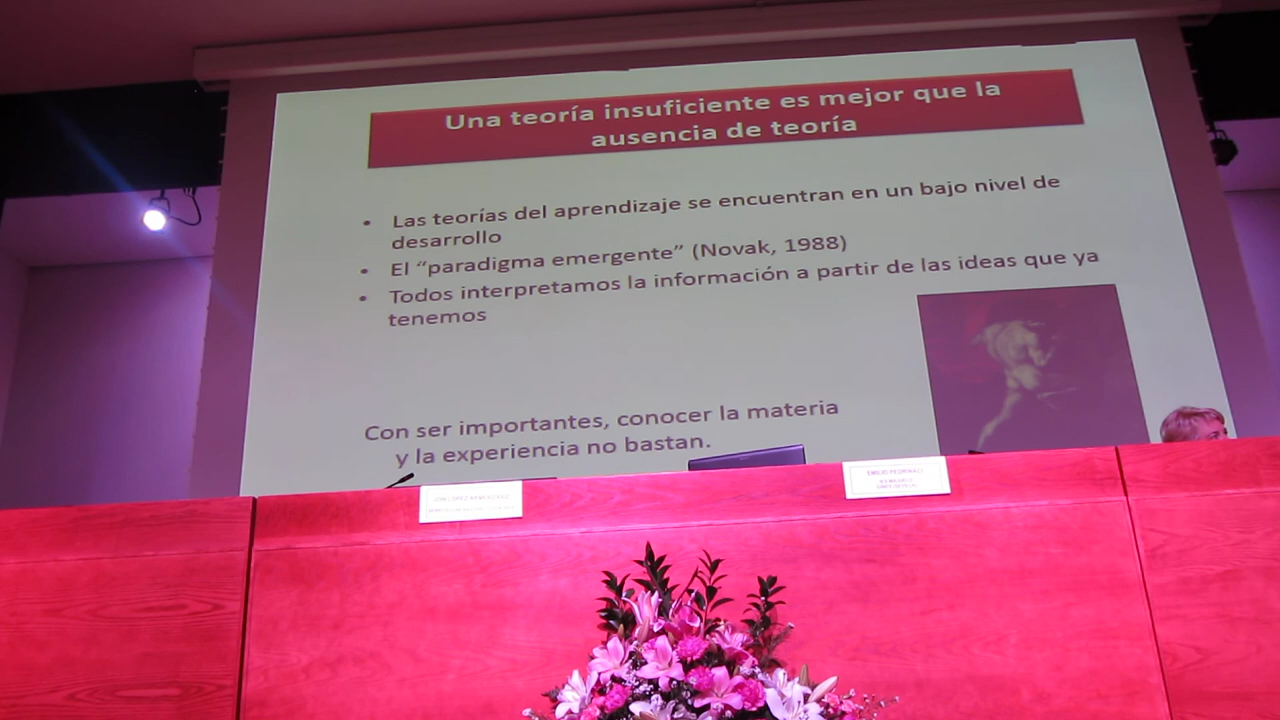 Una teoría insuficiente es mejor que la
ausencia de teoría
• Las teorías del aprendizaje se encuentran en un bajo nivel de
desarrollo
• El “paradigma emergente” (Novak, 1988)
• Todos interpretamos la información a partir de las ideas que ya
tenemos
Con ser importantes, conocer la materia
y la experiencia no bastan.
EMILIO PEDRINACI